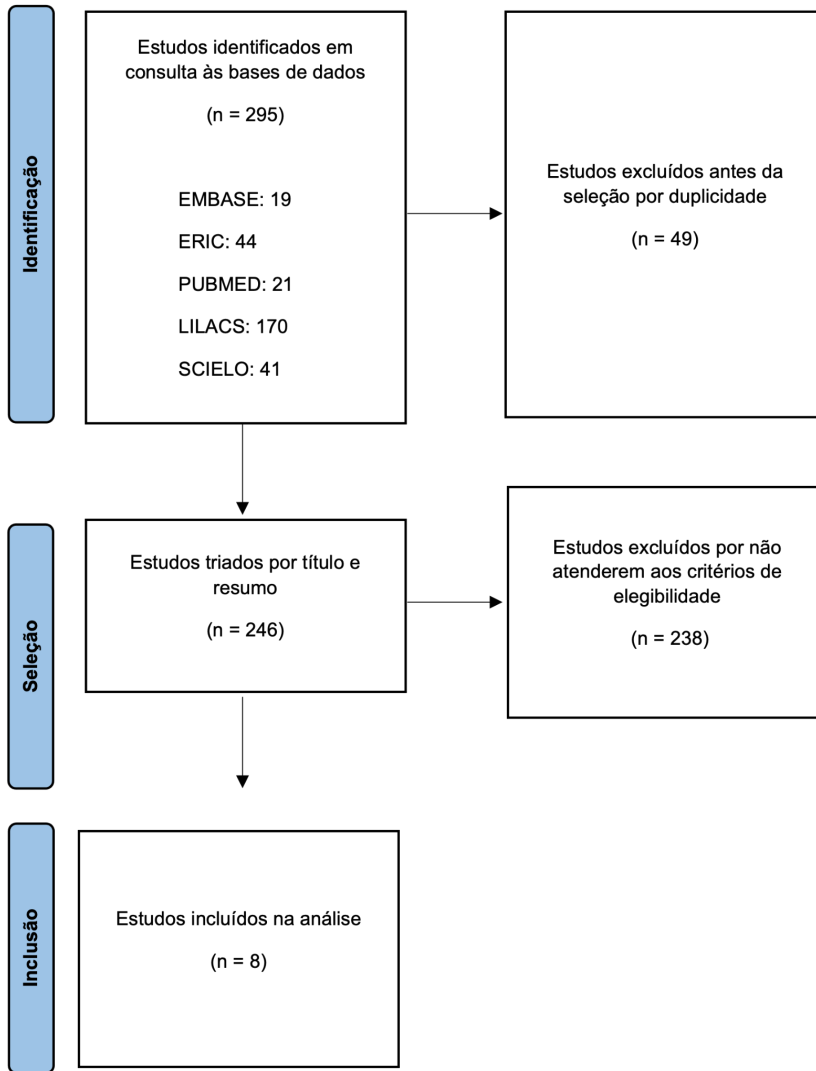 Identificação
Estudos identificados em
consulta às bases de dados
(n = 295)
EMBASE: 19
ERIC: 44
PUBMED: 21
LILACS: 170
SCIELO: 41
Estudos excluídos antes da
seleção por duplicidade
(n = 49)
Seleção
Estudos triados por título e
resumo
(n = 246)
Estudos excluídos por não
atenderem aos critérios de
elegibilidade
(n = 238)
Inclusão
Estudos incluídos na análise
(n = 8)